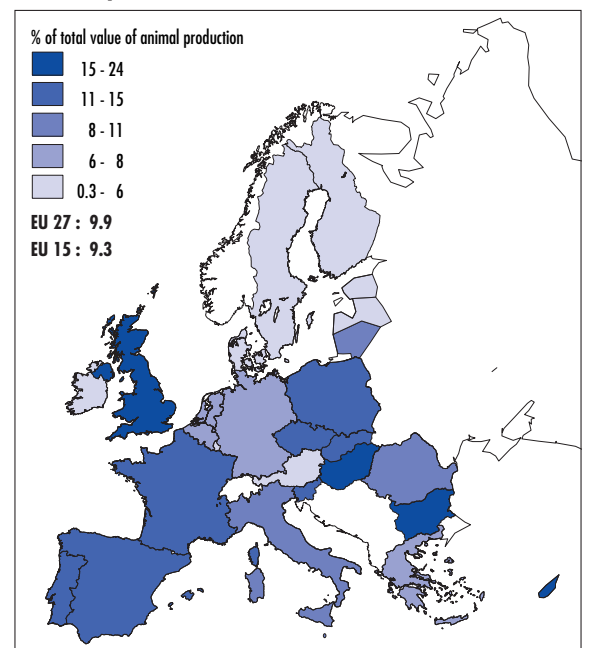 % of total value of animal production
15 - 24
11 - 15
8 - 11
6 - 8
0.3 - 6
EU 27 : 9.9
EU 15 : 9.3